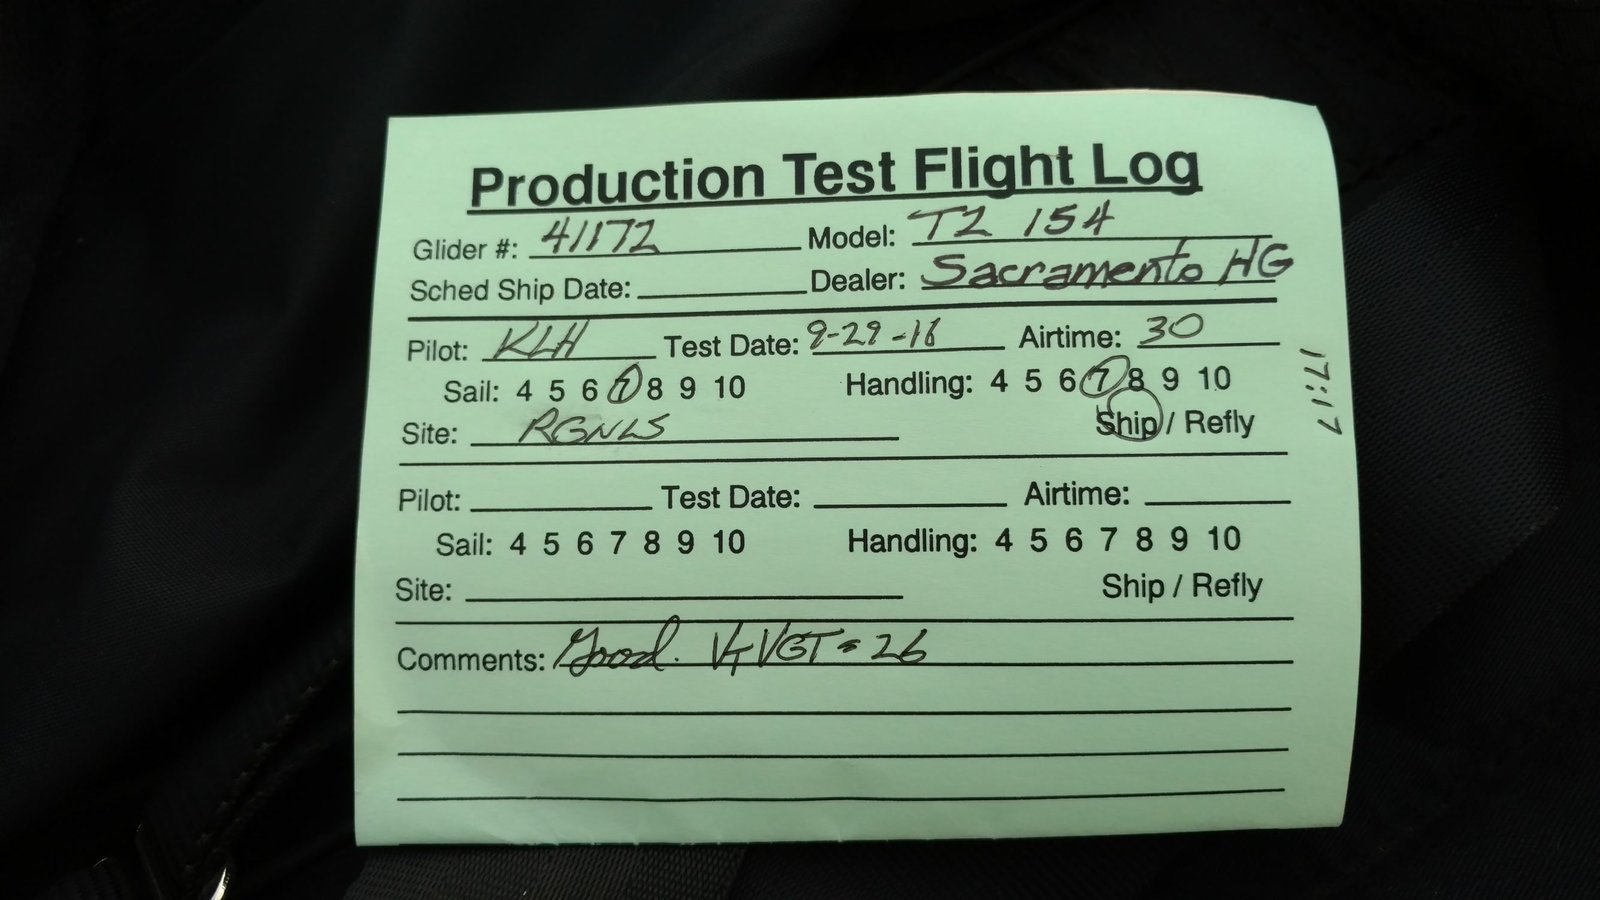 Production Test Flight Log
Glider #: 41172 Model: T2 154
Sched Ship Date: Dealer: Sacramento HG
Pilot: KLH Test Date: 9-29-16 Airtime: 30
Sail: 4 5 6 7 8 9 10 Handling: 4 5 6 7 8 9 10
Site: RGNLS Ship / Refly
17:17
Pilot: Test Date: Airtime:
Sail: 4 5 6 7 8 9 10 Handling: 4 5 6 7 8 9 10
Site: Ship / Refly
Comments: Good. VTVGT = 26